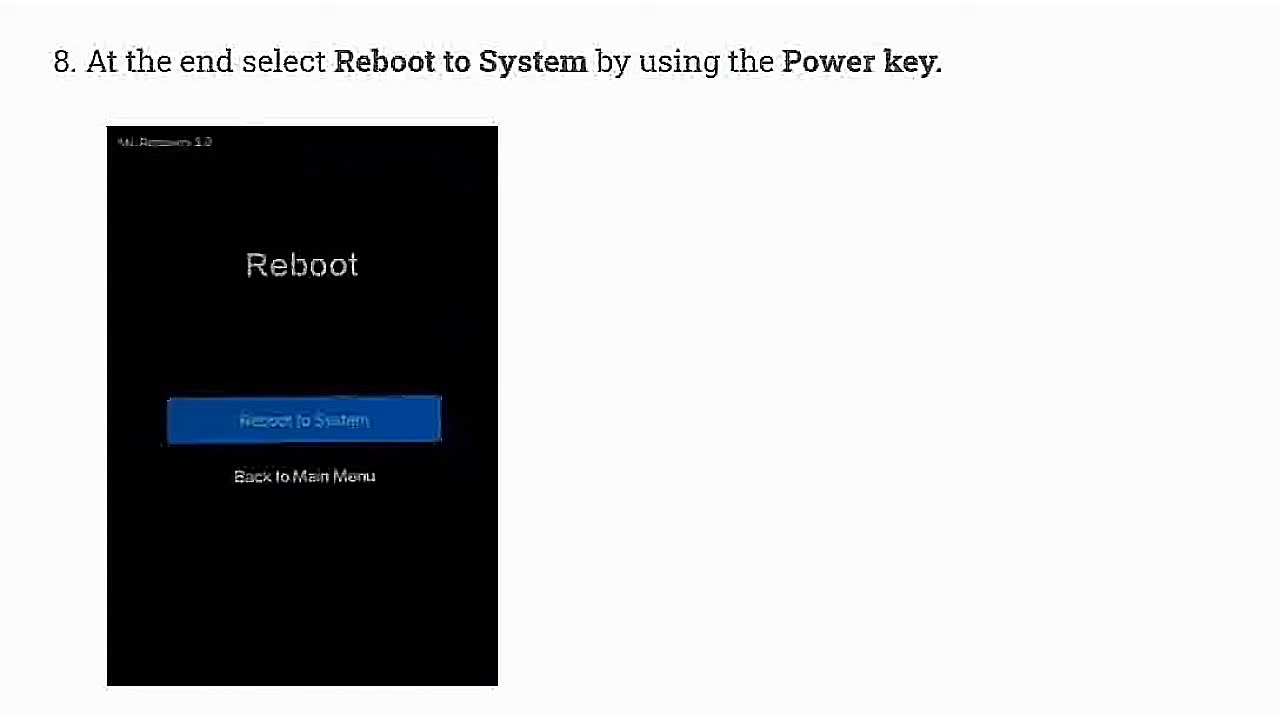 8. At the end select Reboot to System by using the Power key.
Reboot
Reboot to System
Back to Main Menu